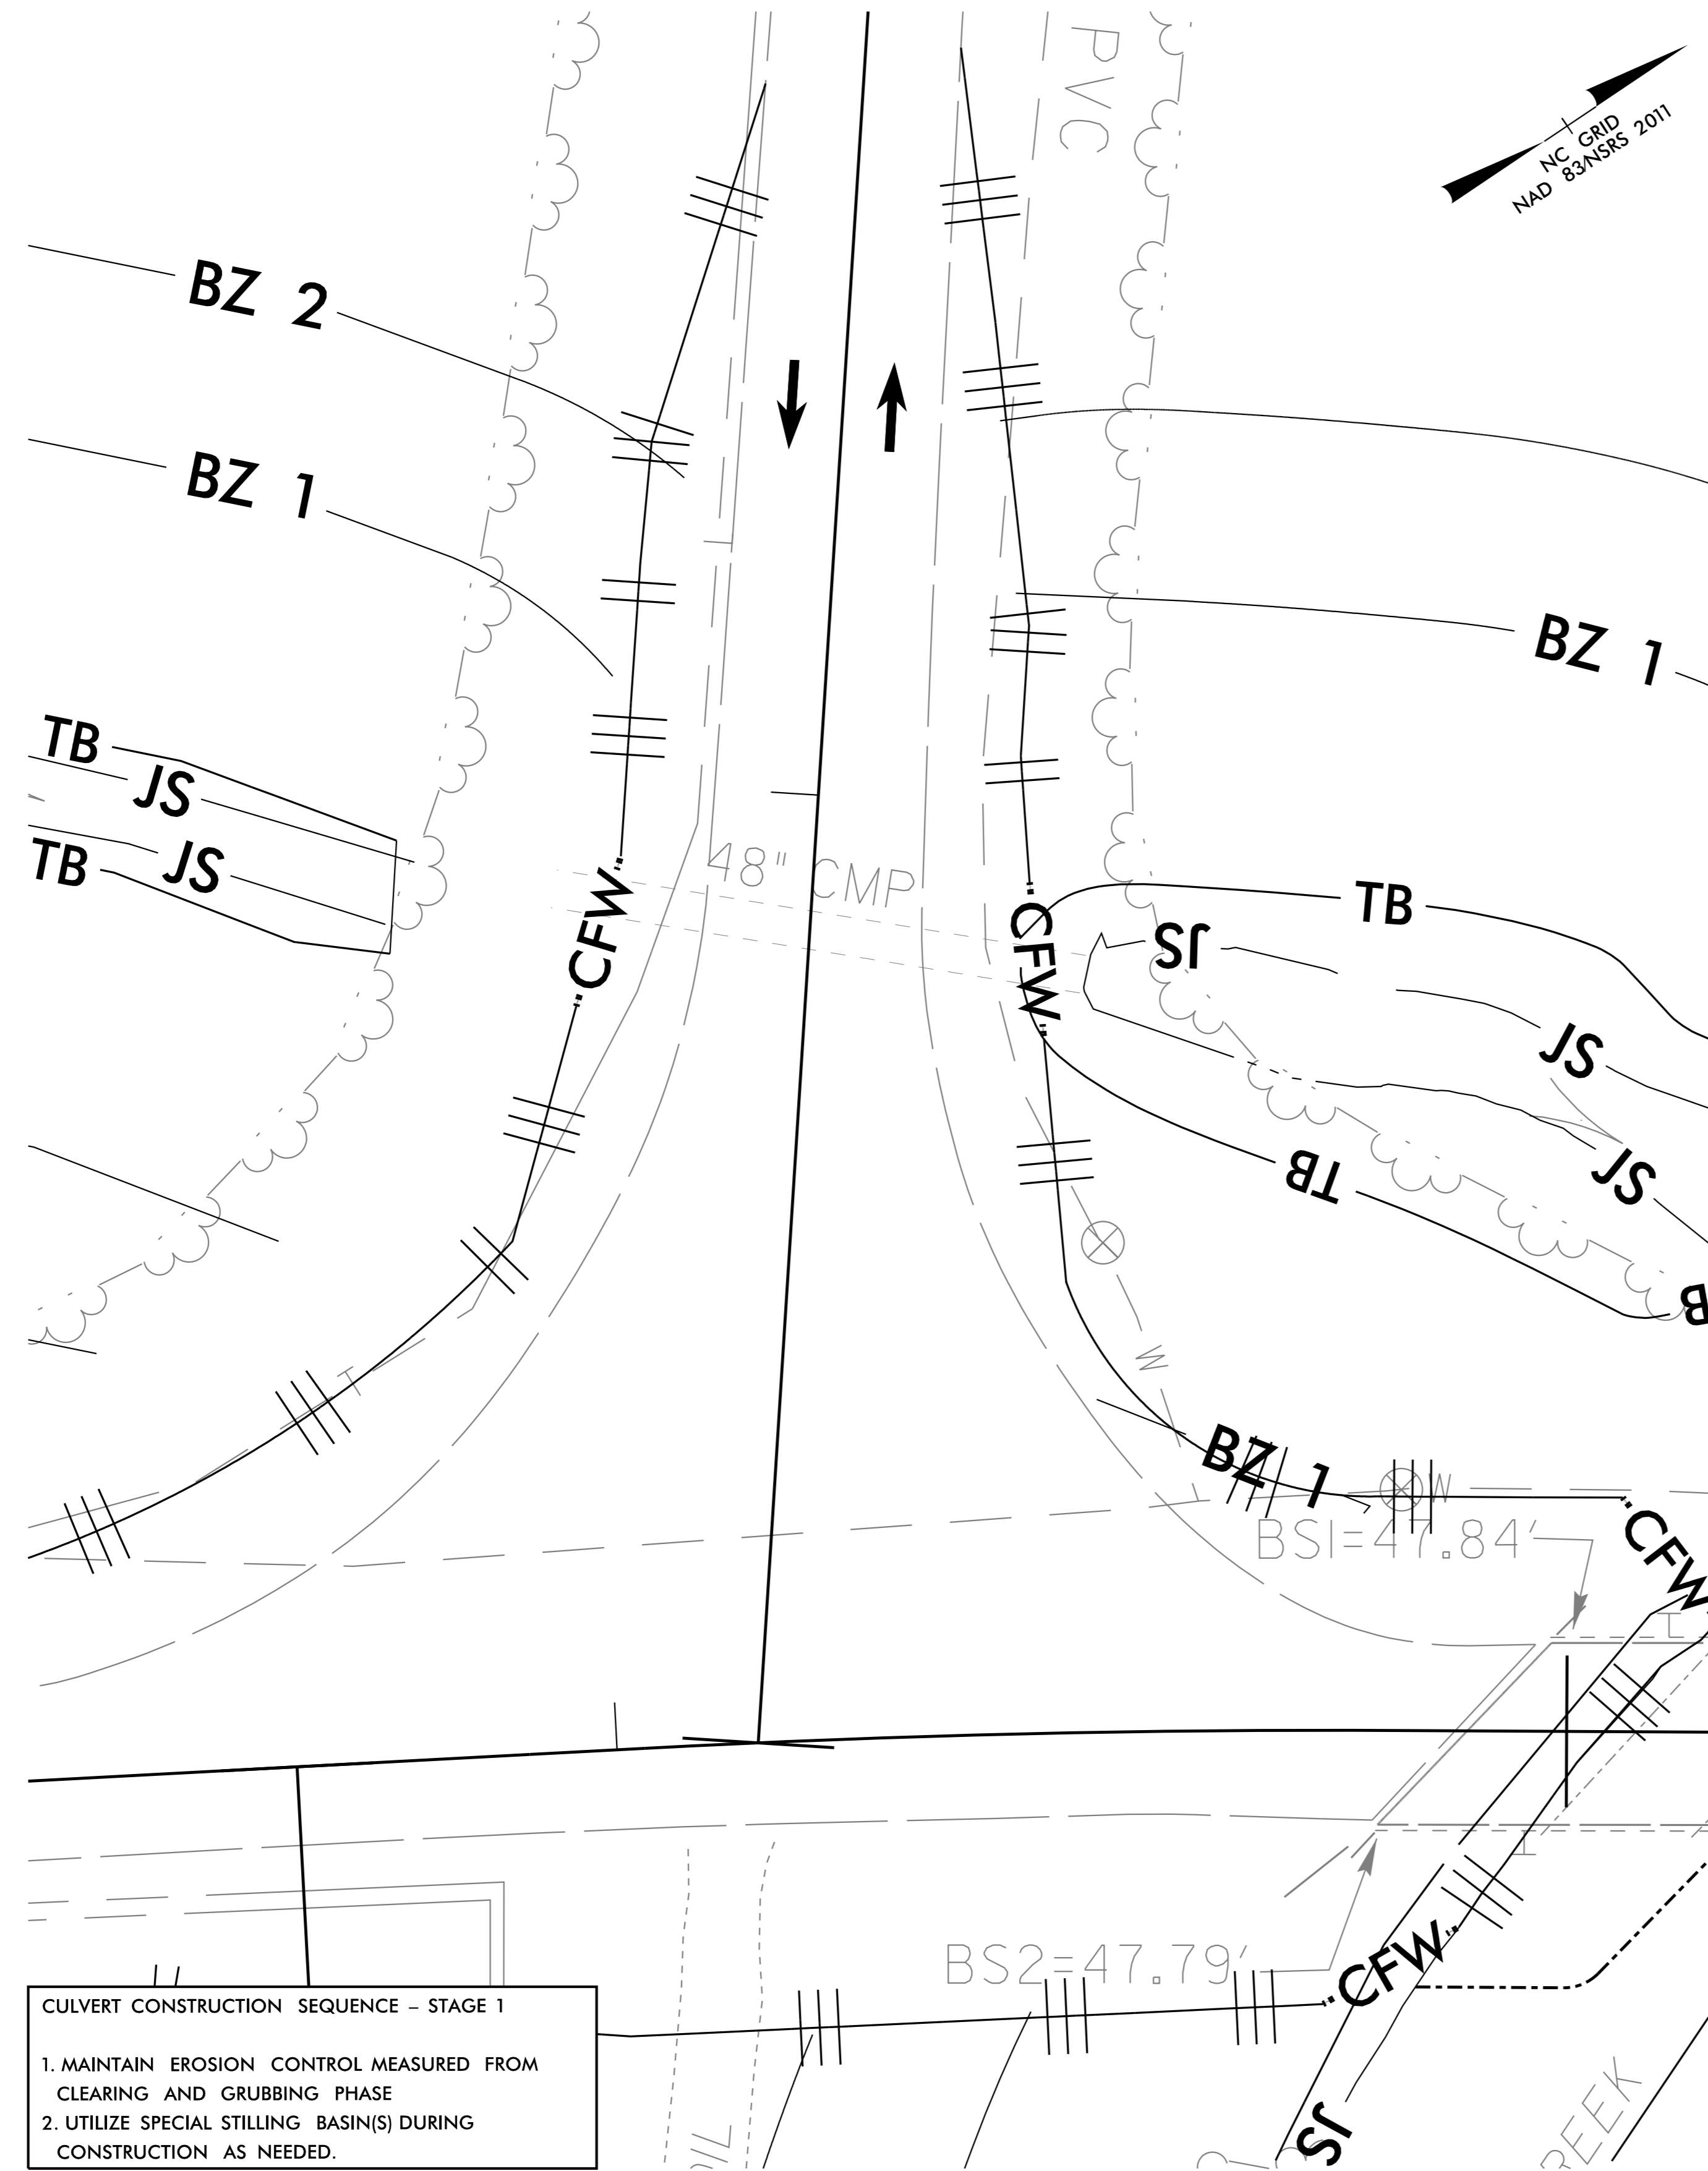 PVC
NC GRID
NAD 83/NSRS 2011
BZ 2
BZ 1
BZ 1
TB
JS
JS
TB
48" CMP
CFW
CFW
TB
JS
JS
TB
JS
B
W
BZ 1
W
BSI=47.84'
CFW
BS2=47.79'
CFW
JS
CULVERT CONSTRUCTION SEQUENCE – STAGE 1
1. MAINTAIN EROSION CONTROL MEASURED FROM
CLEARING AND GRUBBING PHASE
2. UTILIZE SPECIAL STILLING BASIN(S) DURING
CONSTRUCTION AS NEEDED.